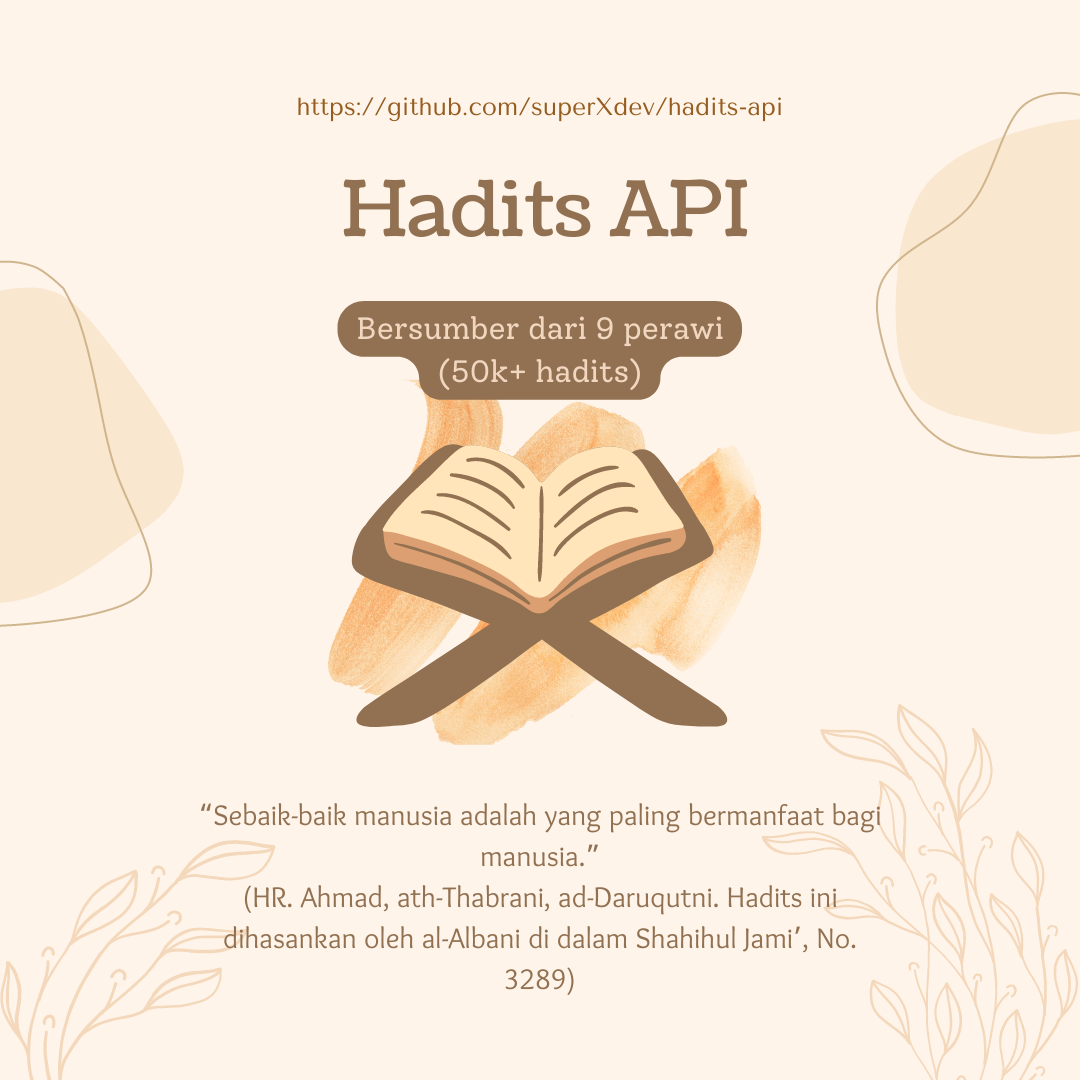 https://github.com/superXdev/hadits-api
Hadits API
Bersumber dari 9 perawi
(50k+ hadits)
“Sebaik-baik manusia adalah yang paling bermanfaat bagi
manusia.”
(HR. Ahmad, ath-Thabrani, ad-Daruqutni. Hadits ini
dihasankan oleh al-Albani di dalam Shahihul Jami’, No.
3289)